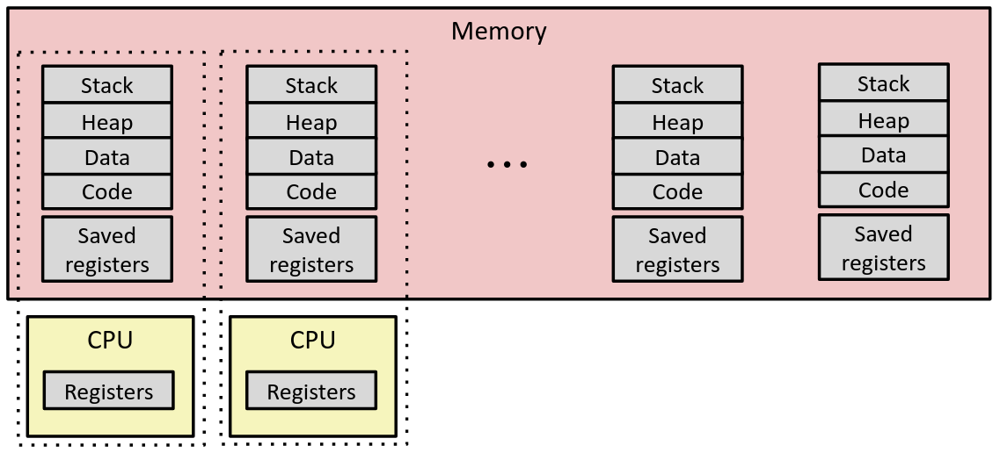 Memory
Stack
Heap
Data
Code
Saved
registers
Stack
Heap
Data
Code
Saved
registers
...
Stack
Heap
Data
Code
Saved
registers
Stack
Heap
Data
Code
Saved
registers
CPU
Registers
CPU
Registers